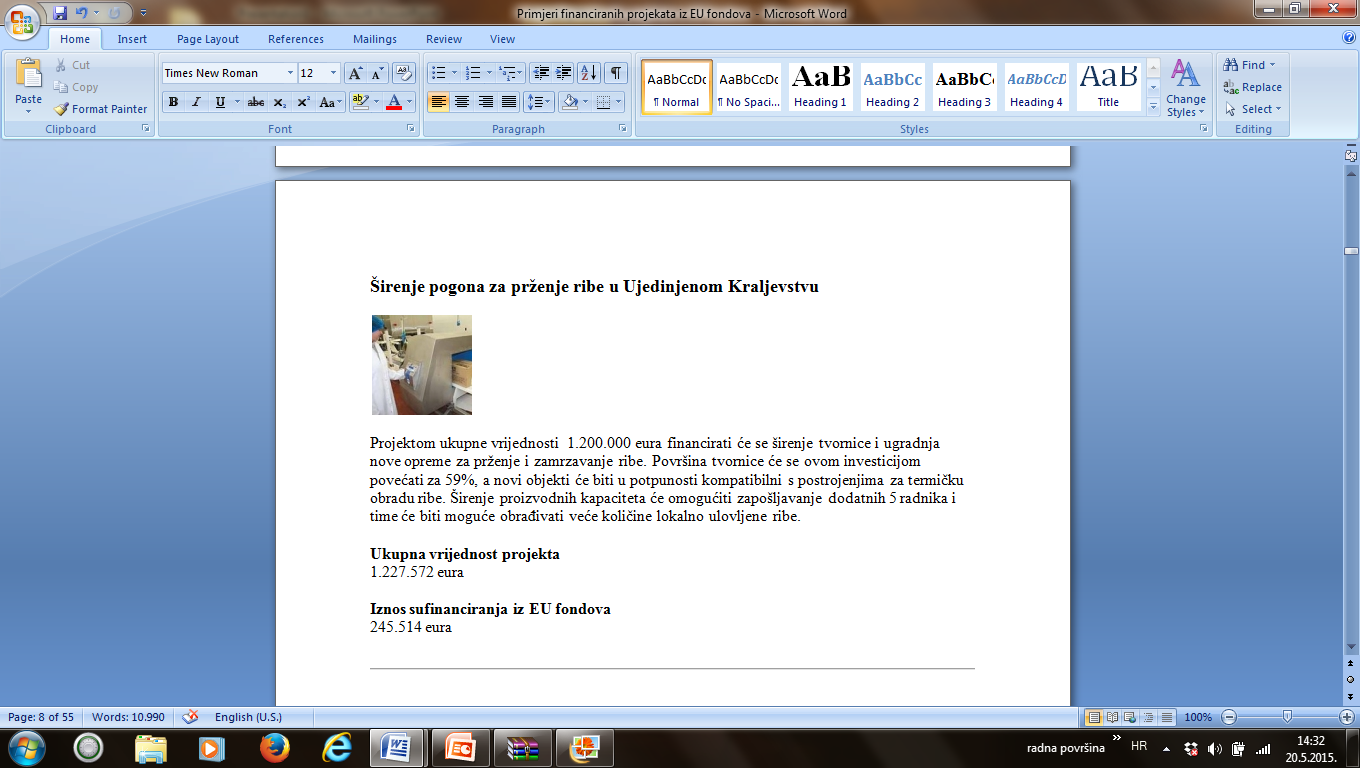 Primjeri financiranih projekata iz EU fondova - Microsoft Word
Home Insert Page Layout References Mailings Review View
Paste
Cut
Copy
Format Painter
Clipboard
Times New Roman 12
Font
Paragraph
AaBbCcDc AaBbCcDc AaB AaBbCc AaBbC AaBbCcD AaB
¶ Normal ¶ No Spaci... Heading 1 Heading 2 Heading 3 Heading 4 Title
Change Styles
Styles
Find
Replace
Select
Editing
Širenje pogona za prženje ribe u Ujedinjenom Kraljevstvu
Projektom ukupne vrijednosti 1.200.000 eura financirati će se širenje tvornice i ugradnja
nove opreme za prženje i zamrzavanje ribe. Površina tvornice će se ovom investicijom
povećati za 59%, a novi objekti će biti u potpunosti kompatibilni s postrojenjima za termičku
obradu ribe. Širenje proizvodnih kapaciteta će omogućiti zapošljavanje dodatnih 5 radnika i
time će biti moguće obrađivati veće količine lokalno ulovljene ribe.
Ukupna vrijednost projekta
1.227.572 eura
Iznos sufinanciranja iz EU fondova
245.514 eura
Page: 8 of 55 Words: 10.990 English (U.S.) 100%
radna površina HR 14:32
20.5.2015.